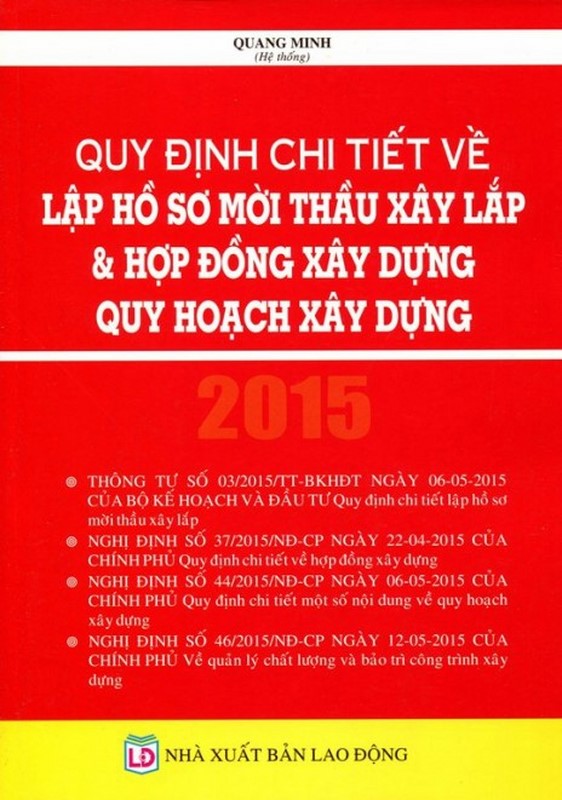 QUANG MINH
(Hệ thống)
QUY ĐỊNH CHI TIẾT VỀ
LẬP HỒ SƠ MỜI THẦU XÂY LẮP
& HỢP ĐỒNG XÂY DỰNG
QUY HOẠCH XÂY DỰNG
2015
THÔNG TƯ SỐ 03/2015/TT-BKHĐT NGÀY 06-05-2015
CỦA BỘ KẾ HOẠCH VÀ ĐẦU TƯ Quy định chi tiết lập hồ sơ
mời thầu xây lắp
NGHỊ ĐỊNH SỐ 37/2015/NĐ-CP NGÀY 22-04-2015 CỦA
CHÍNH PHỦ Quy định chi tiết về hợp đồng xây dựng
NGHỊ ĐỊNH SỐ 44/2015/NĐ-CP NGÀY 06-05-2015 CỦA
CHÍNH PHỦ Quy định chi tiết một số nội dung về quy hoạch
xây dựng
NGHỊ ĐỊNH SỐ 46/2015/NĐ-CP NGÀY 12-05-2015 CỦA
CHÍNH PHỦ Về quản lý chất lượng và bảo trì công trình xây
dựng
LĐ NHÀ XUẤT BẢN LAO ĐỘNG